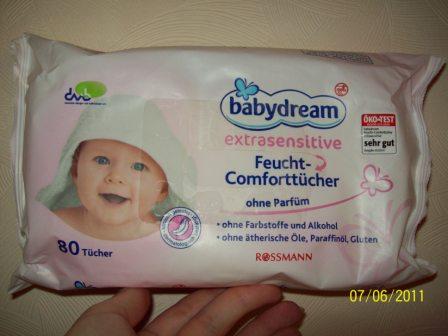 dvb
babydream
extrasensitive
Feucht-
Comforttücher
ohne Parfüm
• ohne Farbstoffe und Alkohol
• ohne ätherische Öle, Paraffinöl, Gluten
80 Tücher
ÖKO-TEST
sehr gut
ROSSMANN
07/06/2011